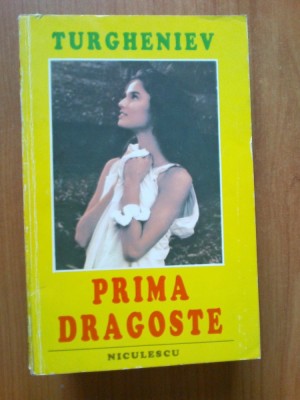 TURGHENIEV
PRIMA
DRAGOSTE
NICULESCU